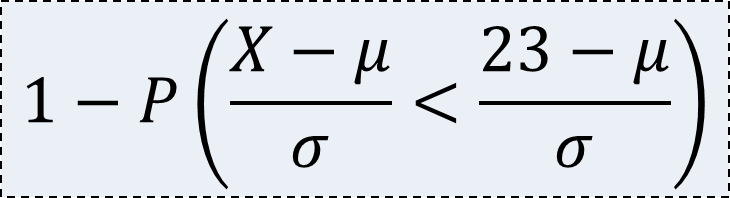 1 − P ( (X − μ)/σ < (23 − μ)/σ )